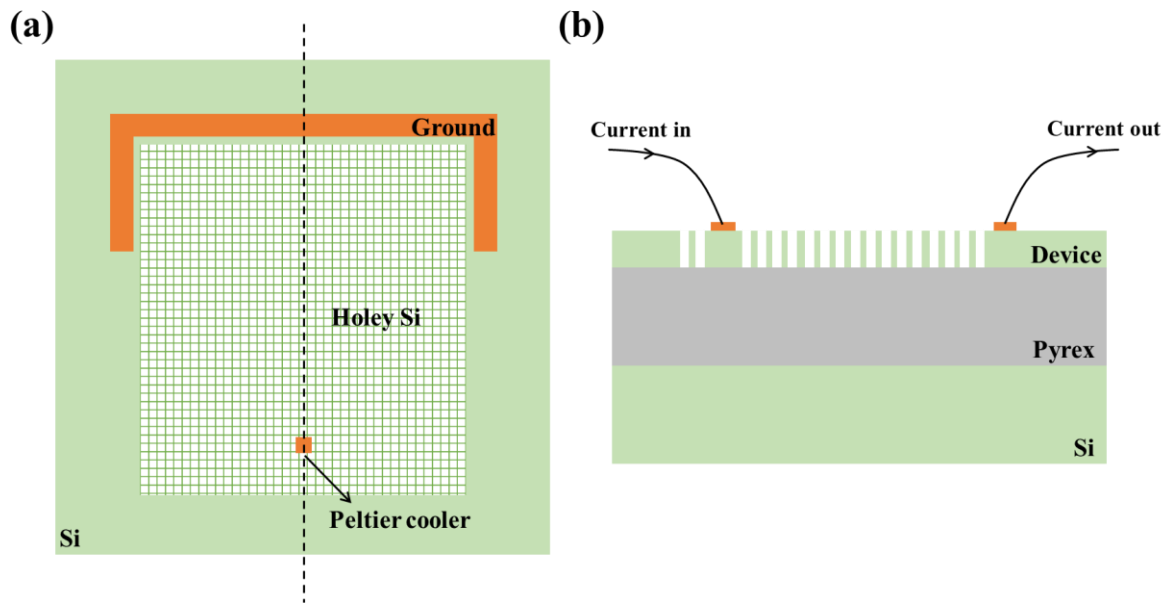 (a)
Ground
Holey Si
Peltier cooler
Si
(b)
Current in
Current out
Device
Pyrex
Si